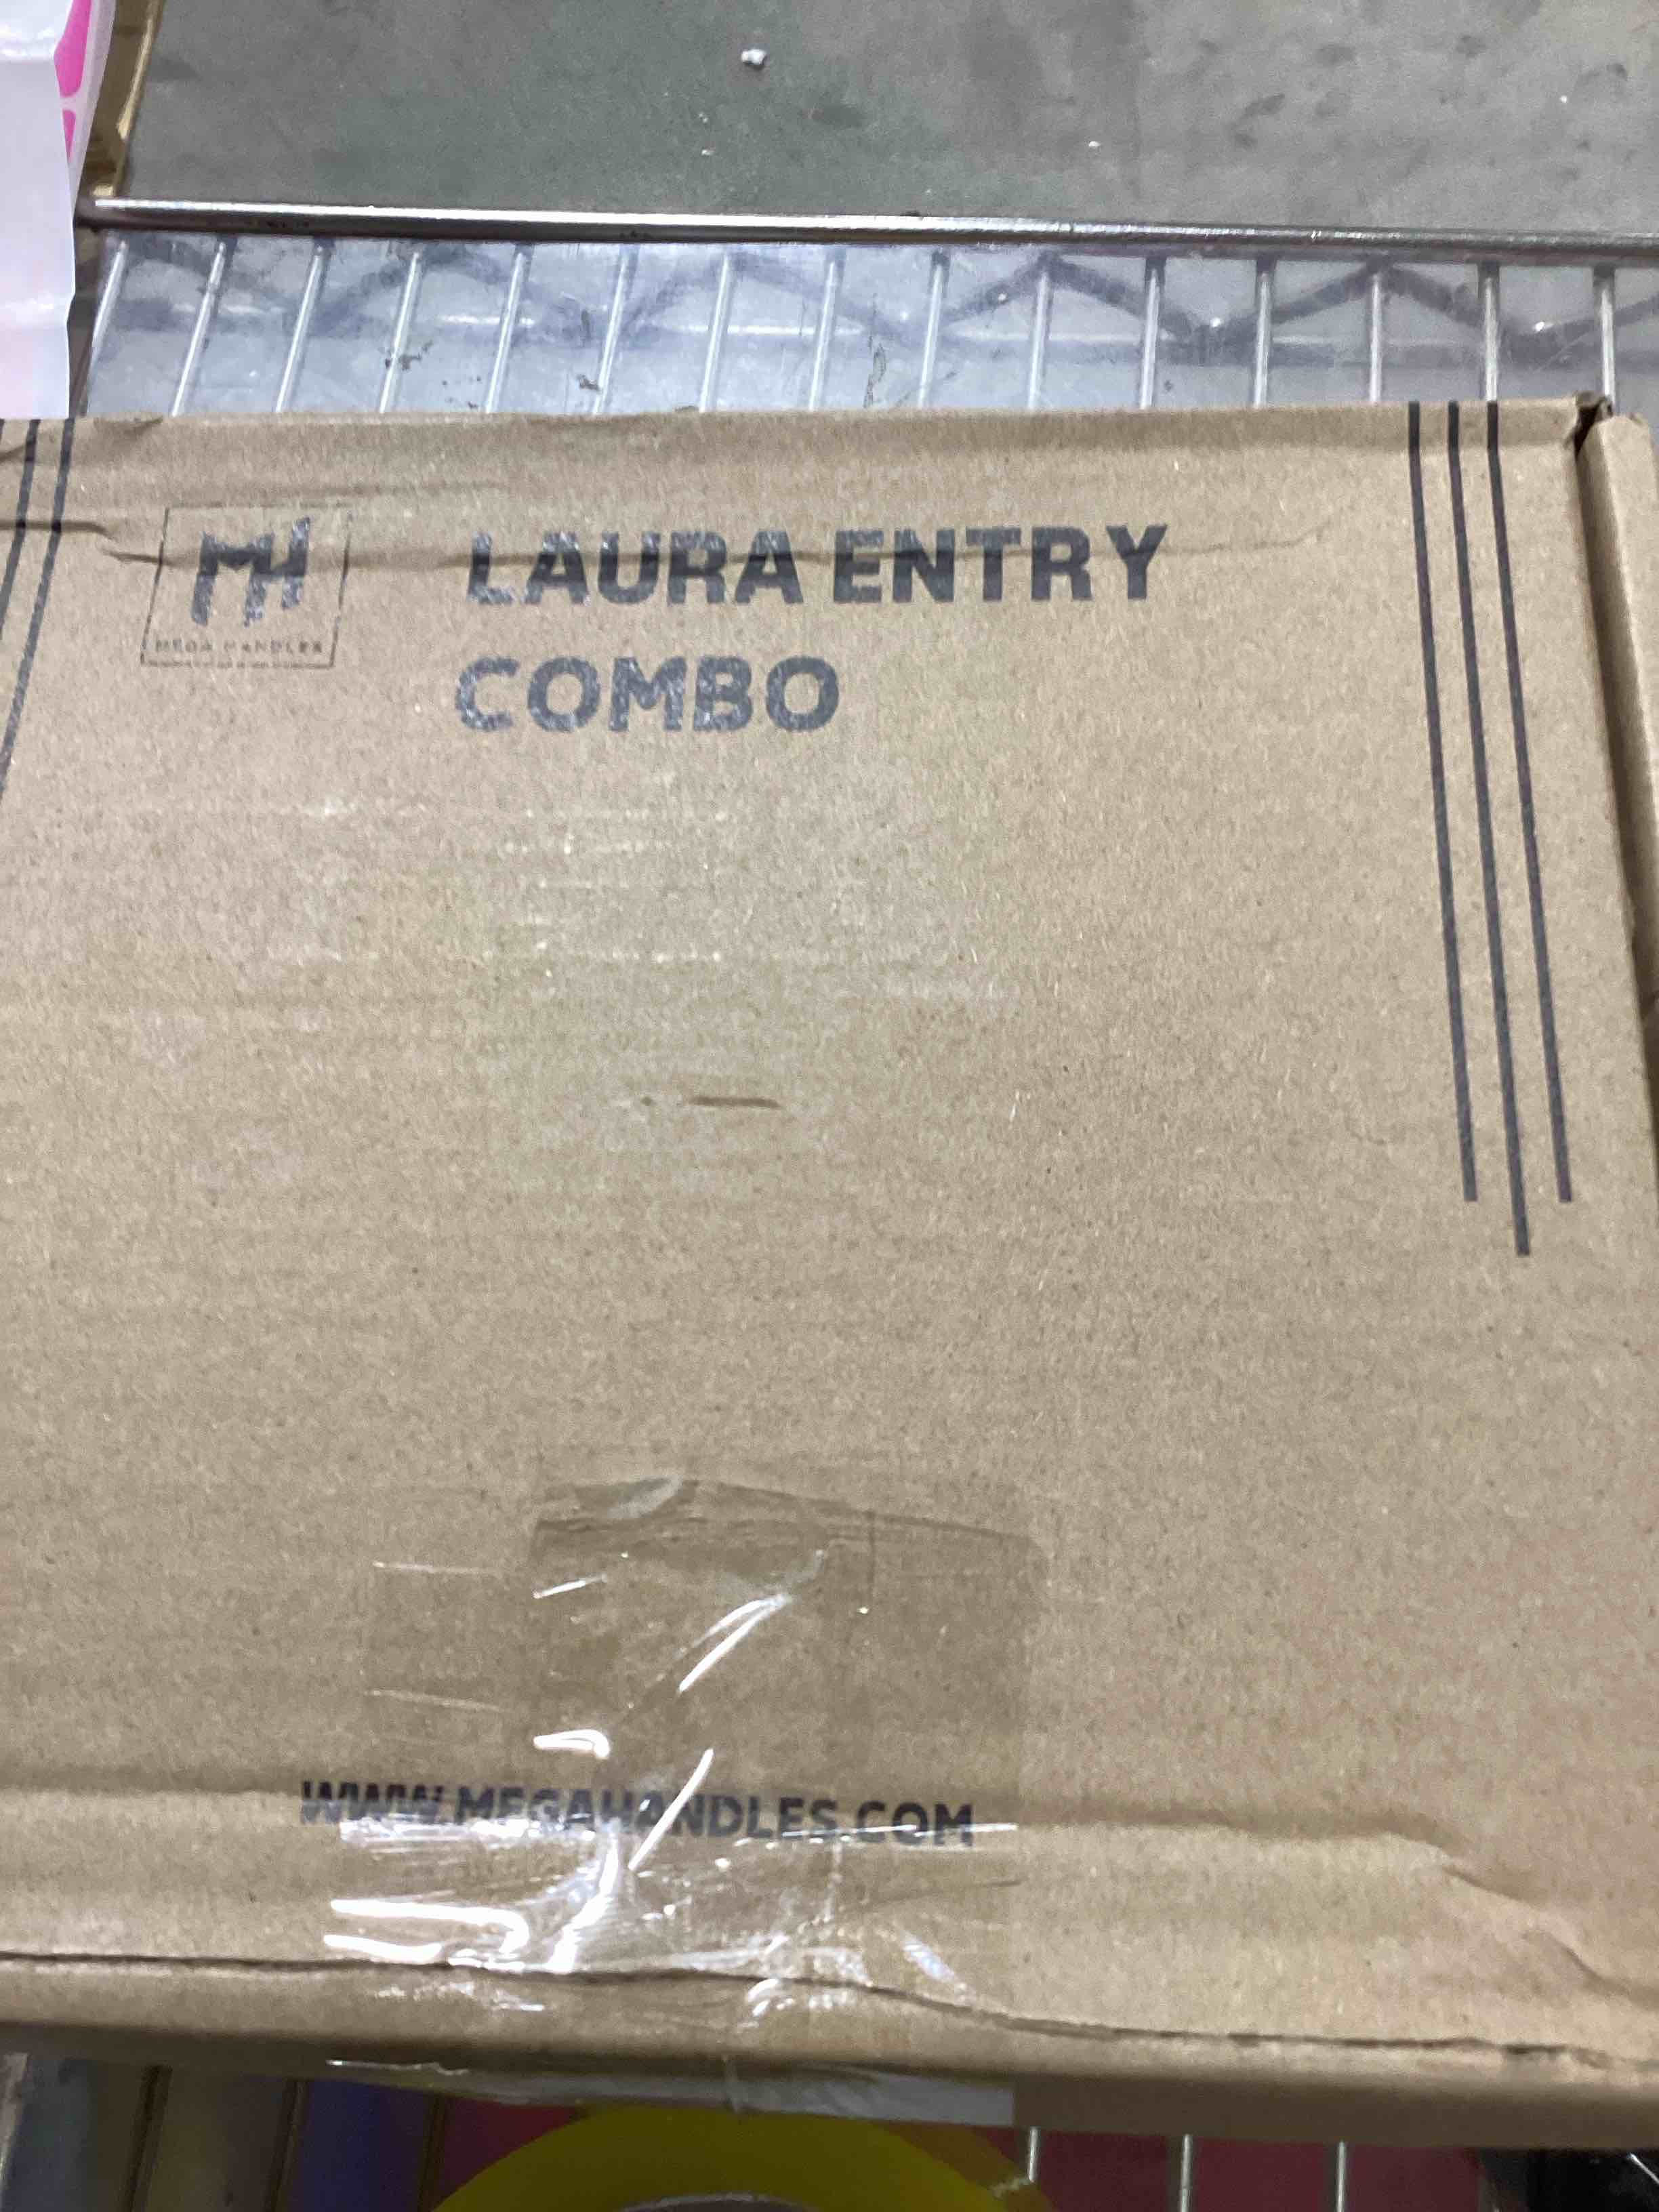 MH
MEGA HANDLES
LAURA ENTRY
COMBO
WWW.MEGAHANDLES.COM